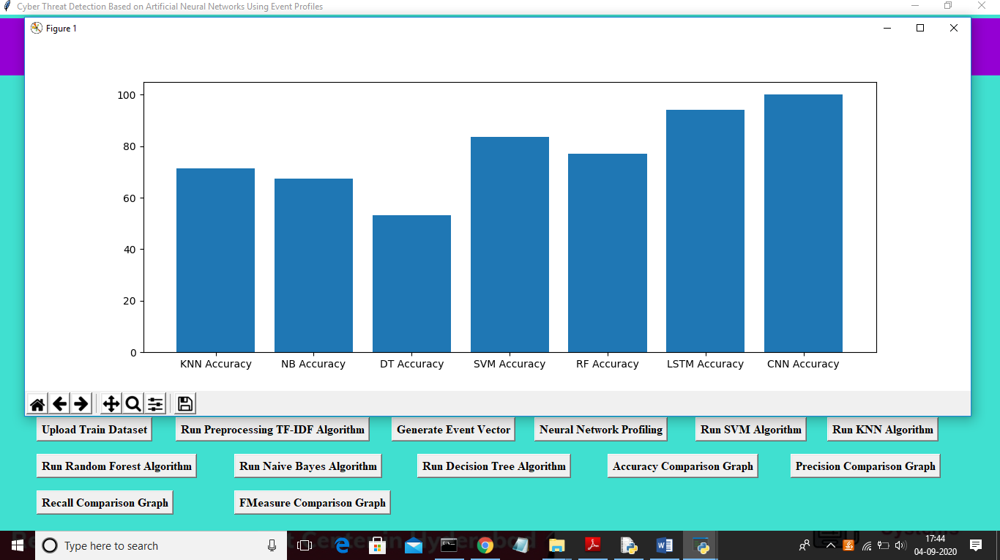 Cyber Threat Detection Based on Artificial Neural Networks Using Event Profiles
Figure 1
100
80
60
40
20
0
KNN Accuracy NB Accuracy DT Accuracy SVM Accuracy RF Accuracy LSTM Accuracy CNN Accuracy
Upload Train Dataset Run Preprocessing TF-IDF Algorithm Generate Event Vector Neural Network Profiling Run SVM Algorithm Run KNN Algorithm
Run Random Forest Algorithm Run Naive Bayes Algorithm Run Decision Tree Algorithm Accuracy Comparison Graph Precision Comparison Graph
Recall Comparison Graph FMeasure Comparison Graph
Type here to search
17:44
04-09-2020